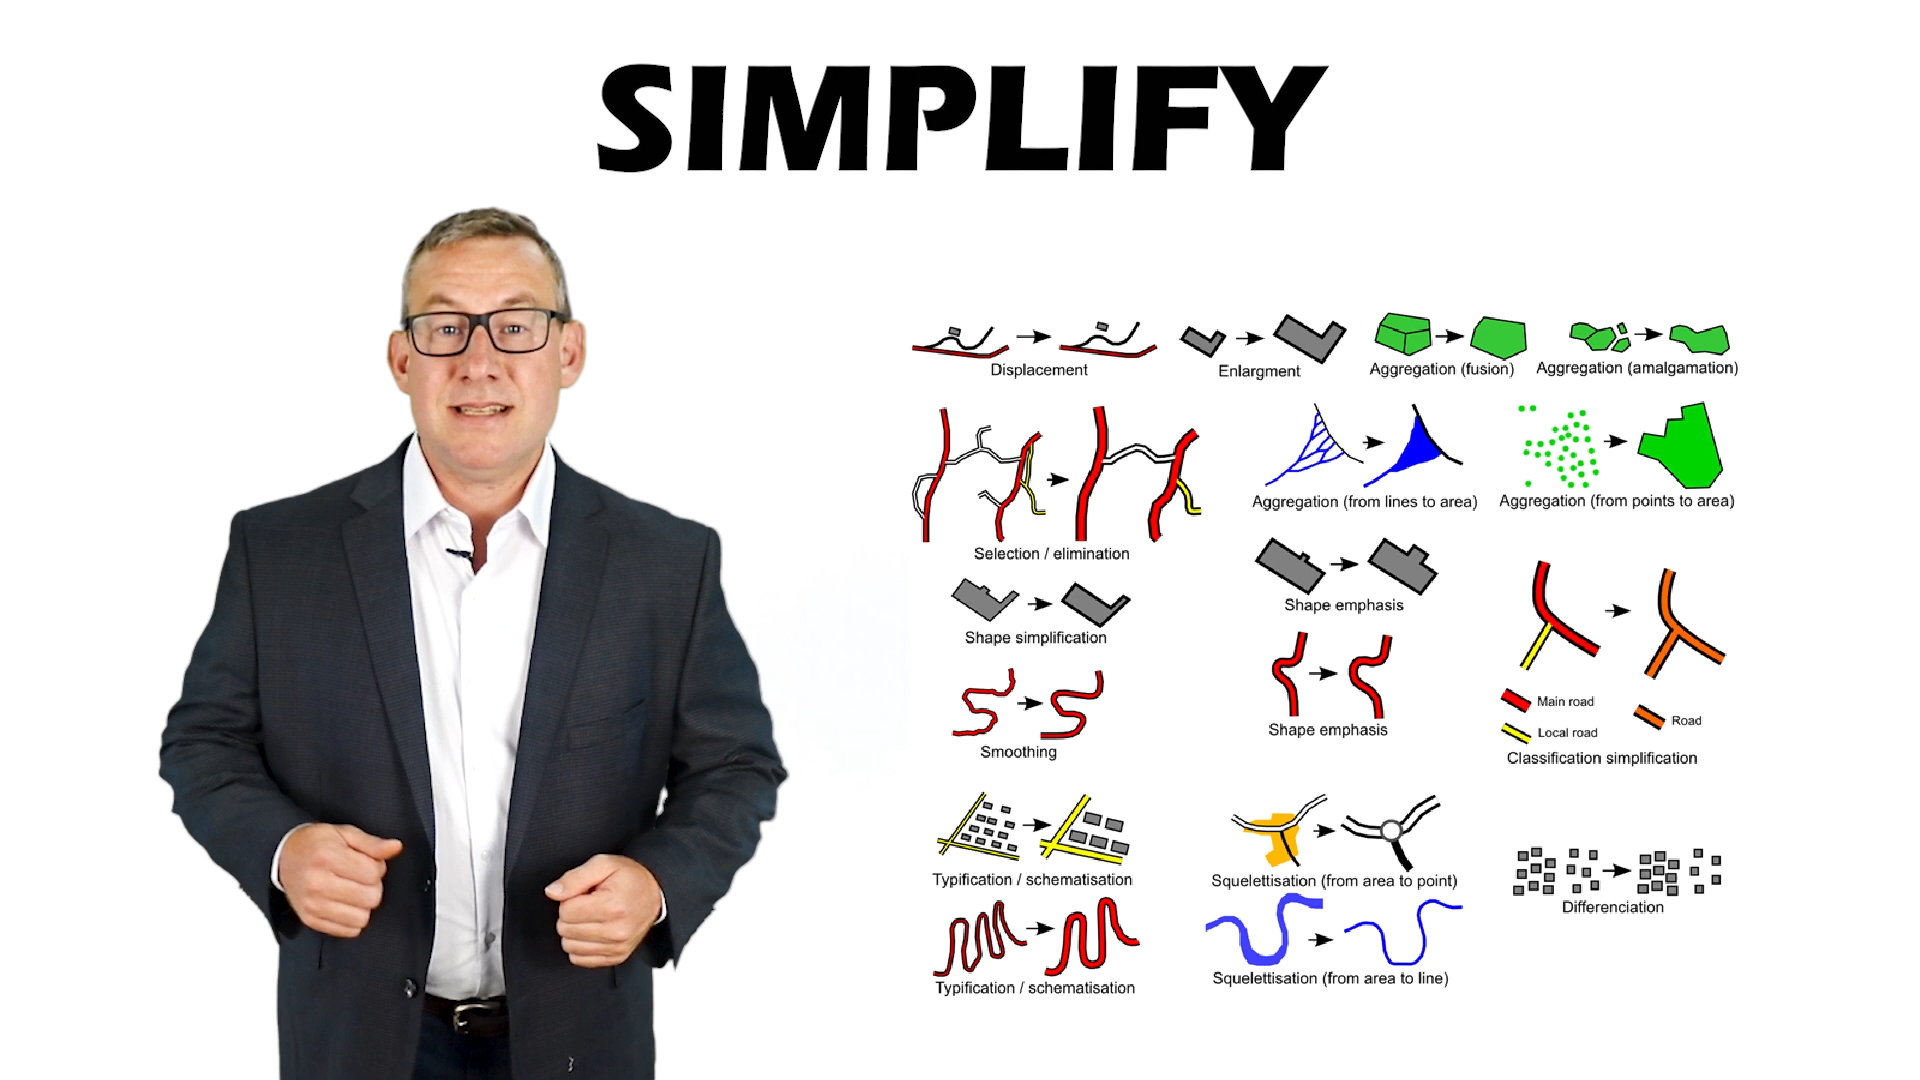 SIMPLIFY
Displacement
Enlargment
Aggregation (fusion)
Aggregation (amalgamation)
Selection / elimination
Aggregation (from lines to area)
Aggregation (from points to area)
Shape simplification
Shape emphasis
Smoothing
Shape emphasis
Main road
Local road
Road
Classification simplification
Typification / schematisation
Squelettisation (from area to point)
Differenciation
Typification / schematisation
Squelettisation (from area to line)